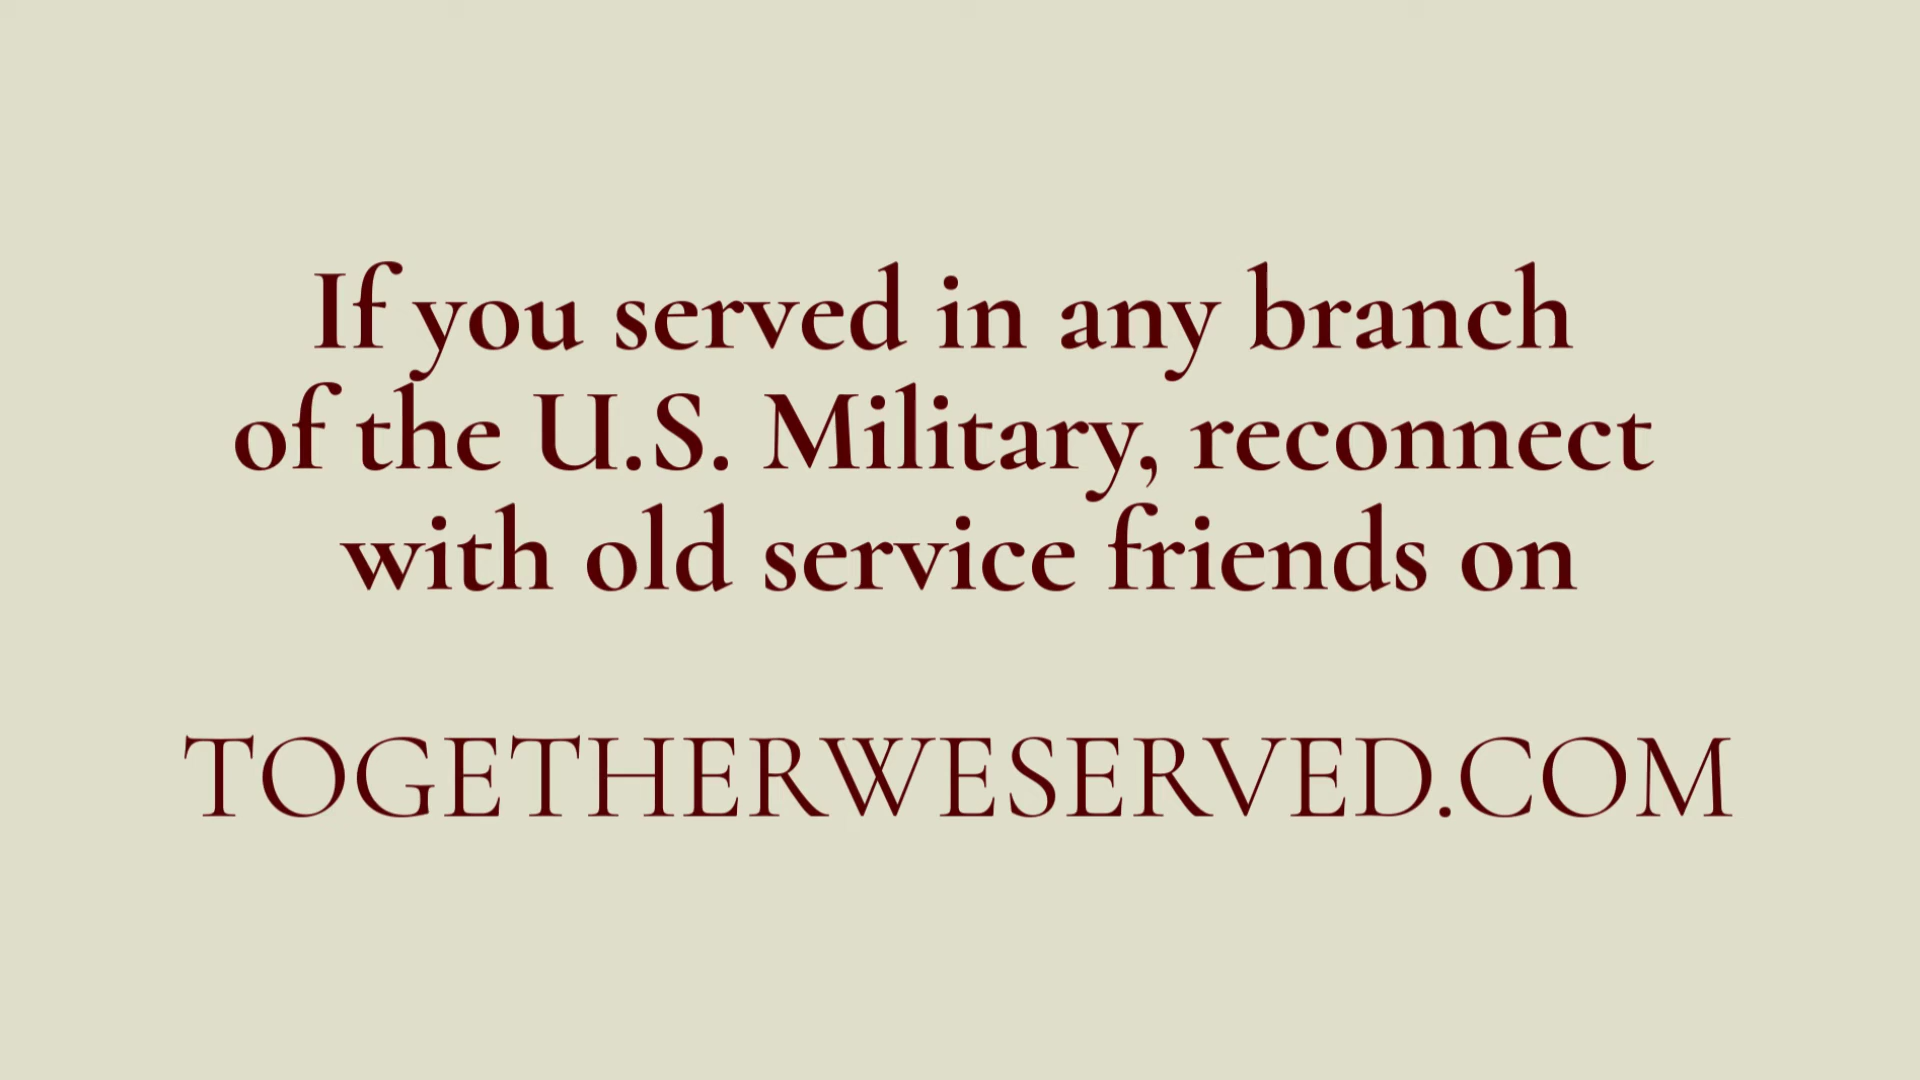 If you served in any branch
of the U.S. Military, reconnect
with old service friends on
TOGETHERWESERVED.COM